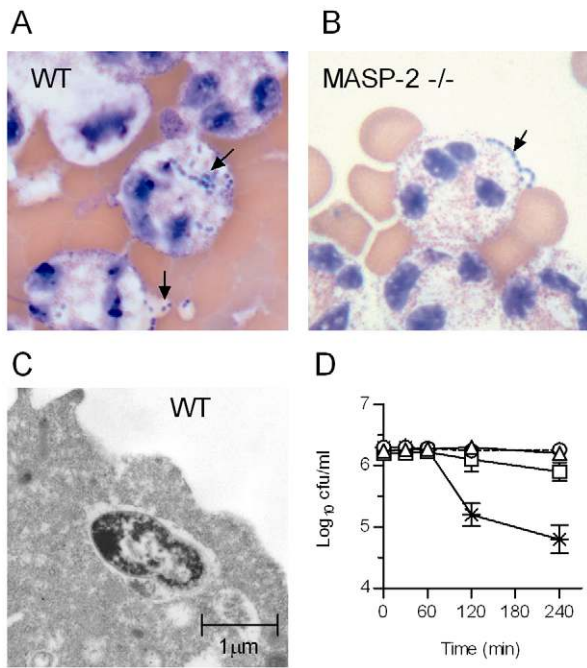 A
WT
B
MASP-2 -/-
C
WT
1μm
D
Log₁₀ cfu/ml
6
5
4
7
0
60
120
180
240
Time (min)